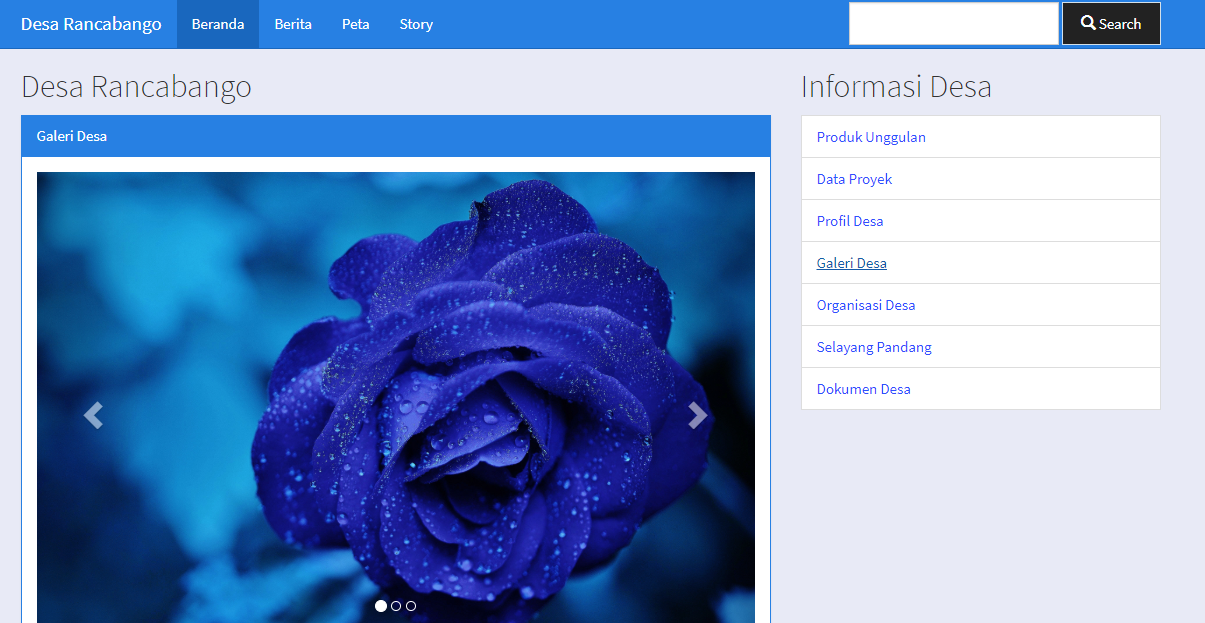 Desa Rancabango Beranda Berita Peta Story Search
Desa Rancabango
Galeri Desa
Informasi Desa
Produk Unggulan
Data Proyek
Profil Desa
Galeri Desa
Organisasi Desa
Selayang Pandang
Dokumen Desa